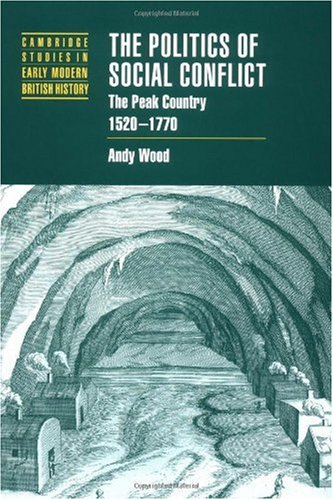 CAMBRIDGE
STUDIES IN
EARLY MODERN
BRITISH HISTORY
THE POLITICS OF
SOCIAL CONFLICT
The Peak Country
1520–1770
Andy Wood